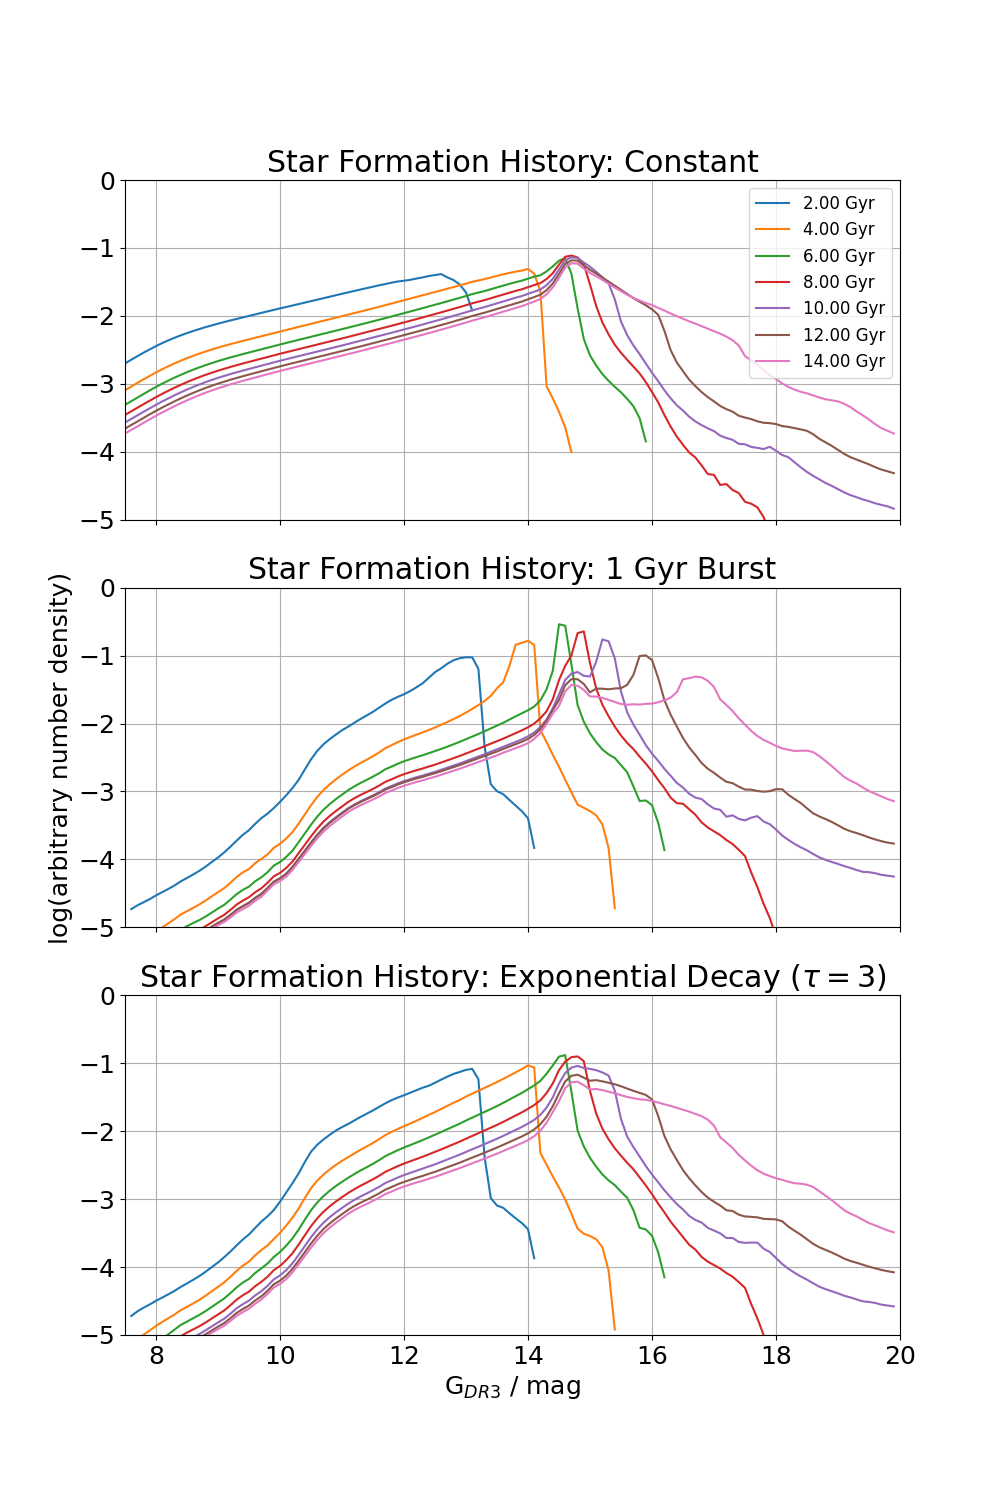 Star Formation History: Constant
0
−1
−2
−3
−4
−5
2.00 Gyr
4.00 Gyr
6.00 Gyr
8.00 Gyr
10.00 Gyr
12.00 Gyr
14.00 Gyr
Star Formation History: 1 Gyr Burst
0
−1
−2
−3
−4
−5
log(arbitrary number density)
Star Formation History: Exponential Decay (τ = 3)
0
−1
−2
−3
−4
−5
8 10 12 14 16 18 20
G_DR3 / mag